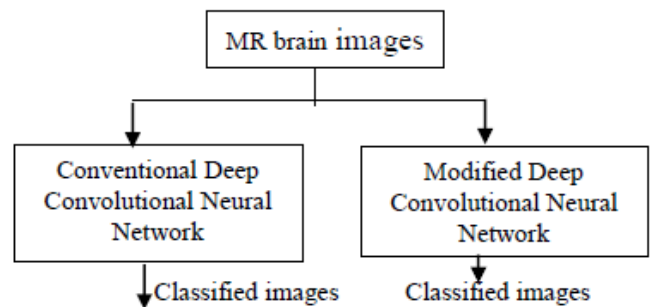 MR brain images
Conventional Deep
Convolutional Neural
Network
Modified Deep
Convolutional Neural
Network
Classified images
Classified images